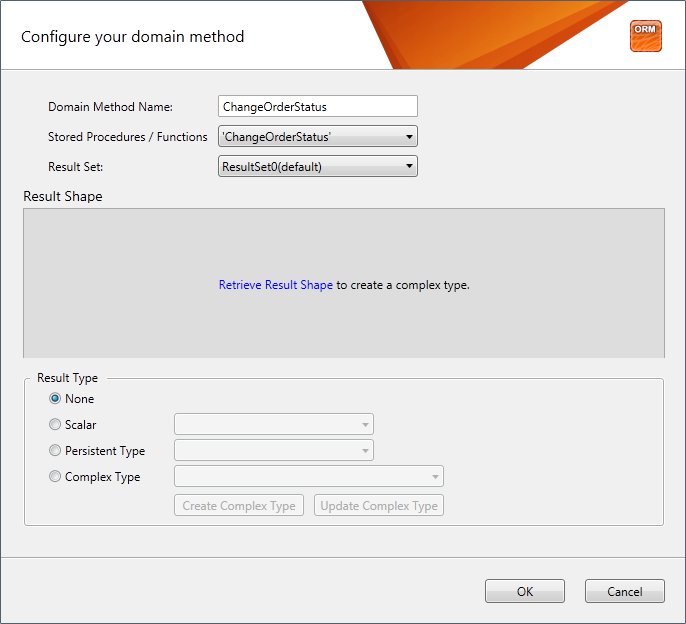 Configure your domain method
ORM
Domain Method Name: ChangeOrderStatus
Stored Procedures / Functions 'ChangeOrderStatus'
Result Set: ResultSet0(default)
Result Shape
Retrieve Result Shape to create a complex type.
Result Type
None
Scalar
Persistent Type
Complex Type
Create Complex Type Update Complex Type
OK Cancel